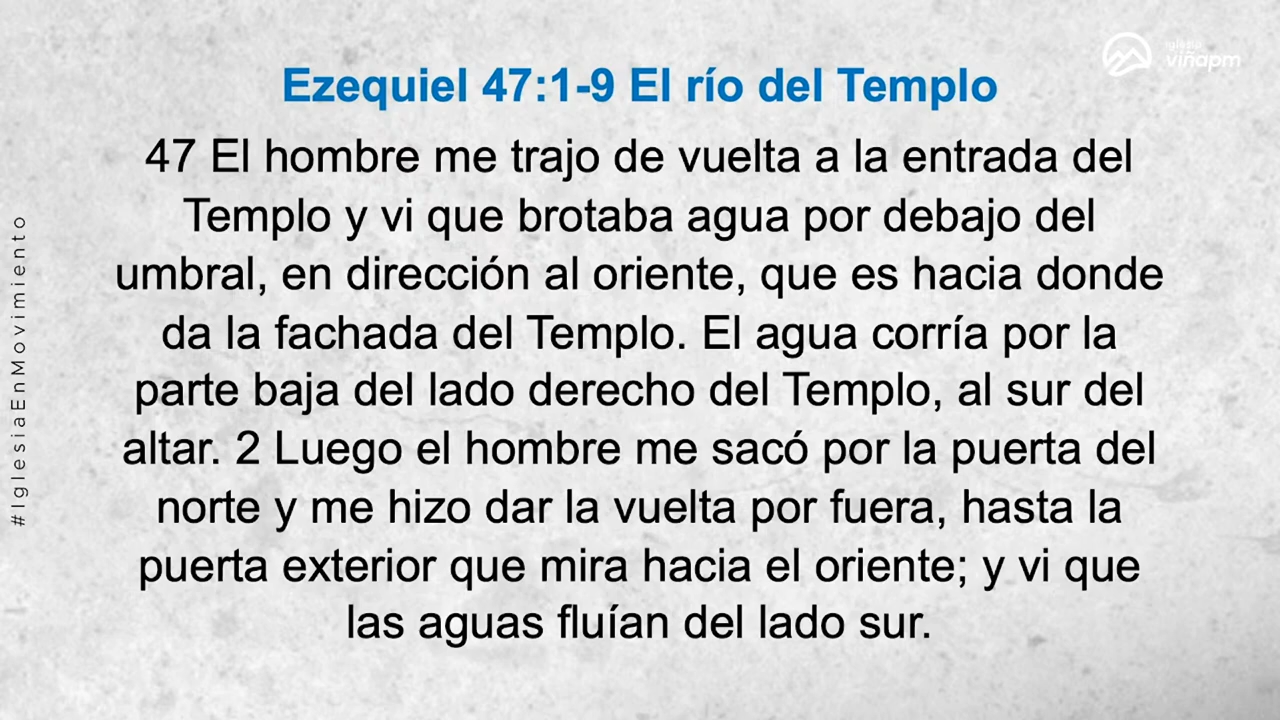 iglesia
viñapm
Ezequiel 47:1-9 El río del Templo
47 El hombre me trajo de vuelta a la entrada del
Templo y vi que brotaba agua por debajo del
umbral, en dirección al oriente, que es hacia donde
da la fachada del Templo. El agua corría por la
parte baja del lado derecho del Templo, al sur del
altar. 2 Luego el hombre me sacó por la puerta del
norte y me hizo dar la vuelta por fuera, hasta la
puerta exterior que mira hacia el oriente; y vi que
las aguas fluían del lado sur.
#IglesiaEnMovimiento